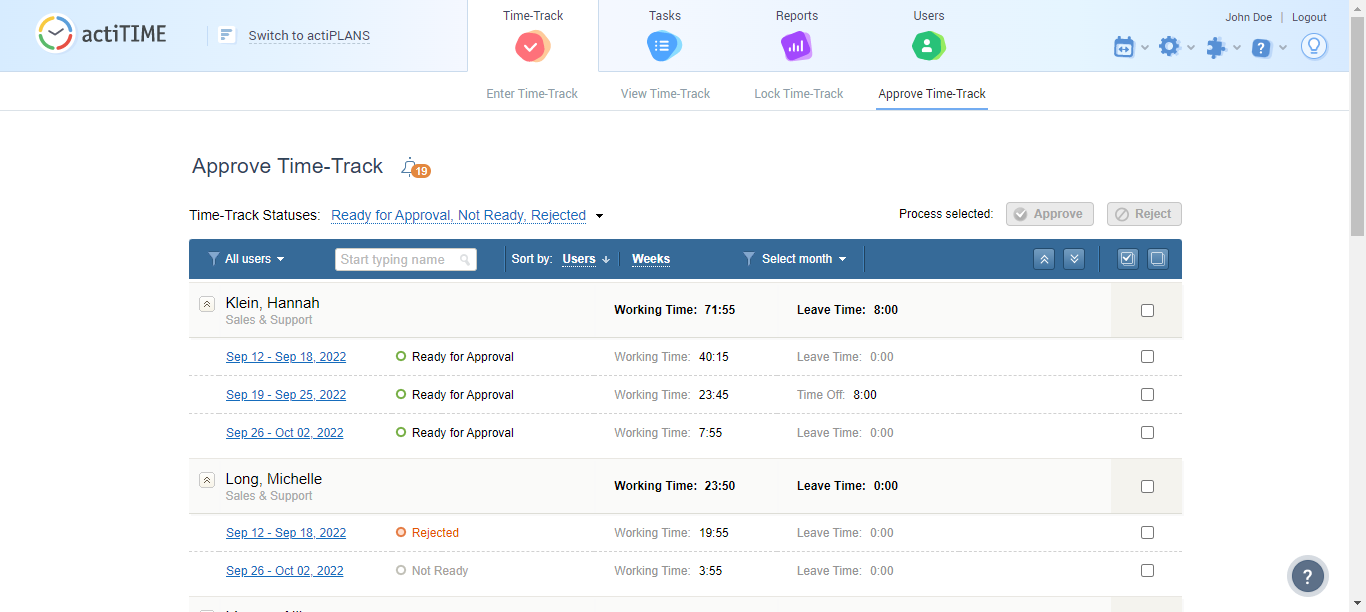 actiTIME
Switch to actiPLANS
Time-Track
Tasks
Reports
Users
John Doe | Logout
Enter Time-Track
View Time-Track
Lock Time-Track
Approve Time-Track
Approve Time-Track 19
Time-Track Statuses: Ready for Approval, Not Ready, Rejected
Process selected: Approve Reject
All users Start typing name Sort by: Users Weeks Select month
Klein, Hannah Working Time: 71:55 Leave Time: 8:00
Sales & Support
Sep 12 - Sep 18, 2022 Ready for Approval Working Time: 40:15 Leave Time: 0:00
Sep 19 - Sep 25, 2022 Ready for Approval Working Time: 23:45 Time Off: 8:00
Sep 26 - Oct 02, 2022 Ready for Approval Working Time: 7:55 Leave Time: 0:00
Long, Michelle Working Time: 23:50 Leave Time: 0:00
Sales & Support
Sep 12 - Sep 18, 2022 Rejected Working Time: 19:55 Leave Time: 0:00
Sep 26 - Oct 02, 2022 Not Ready Working Time: 3:55 Leave Time: 0:00
?